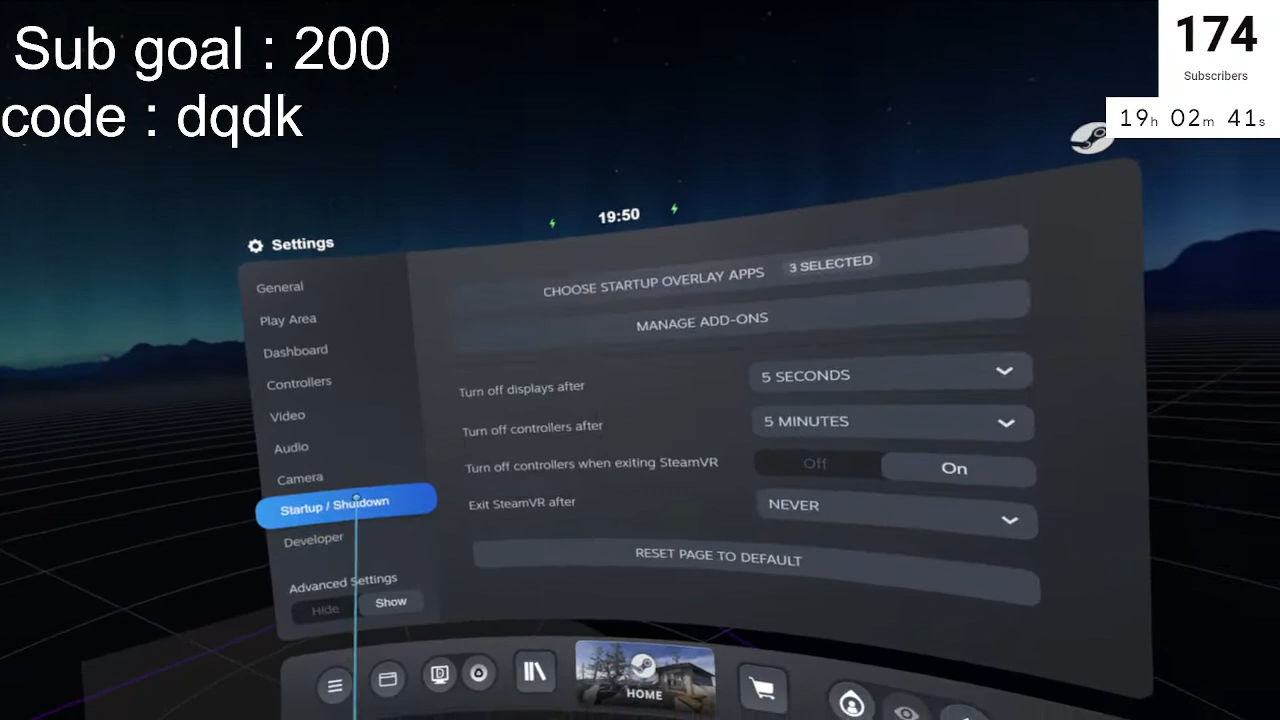 Sub goal : 200
code : dqdk
174
Subscribers
19h 02m 41s
19:50
Settings
General
Play Area
Dashboard
Controllers
Video
Audio
Camera
Startup / Shutdown
Developer
Advanced Settings
Hide Show
CHOOSE STARTUP OVERLAY APPS 3 SELECTED
MANAGE ADD-ONS
Turn off displays after 5 SECONDS
Turn off controllers after 5 MINUTES
Turn off controllers when exiting SteamVR Off On
Exit SteamVR after NEVER
RESET PAGE TO DEFAULT
HOME